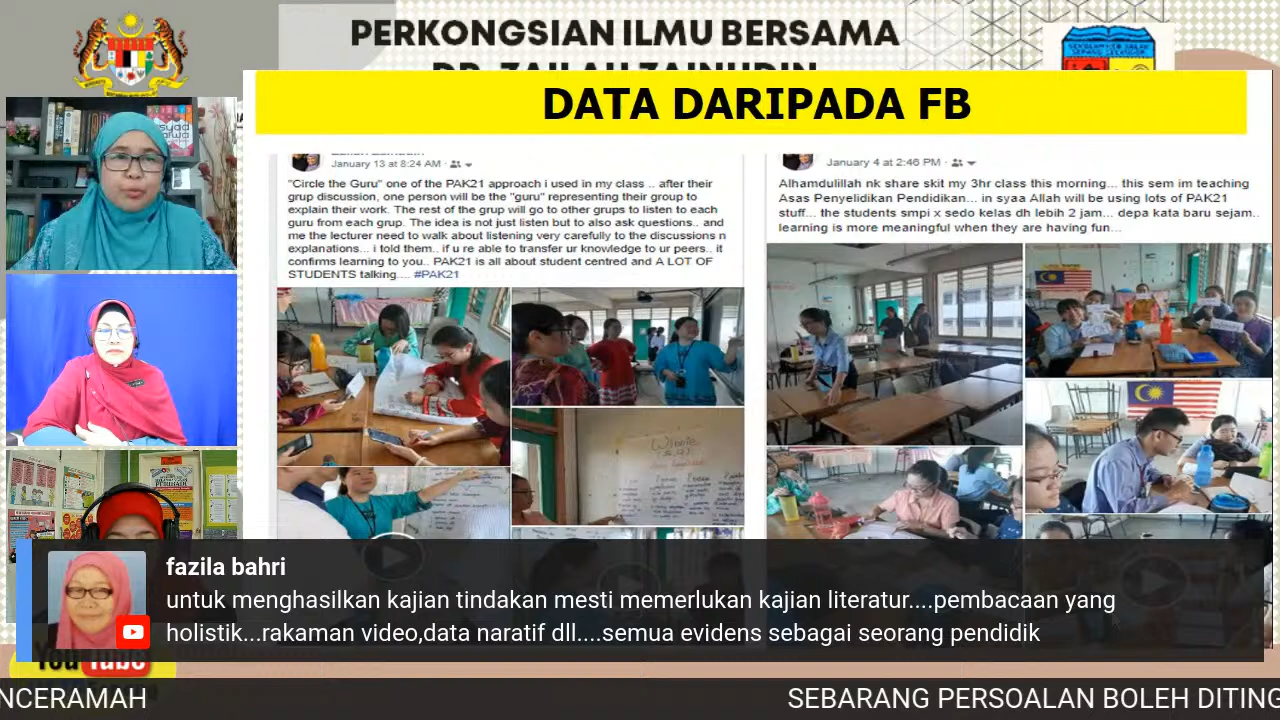 PERKONGSIAN ILMU BERSAMA
DR. ZAILAH ZAINUDIN
DATA DARIPADA FB
January 13 at 8:24 AM
"Circle the Guru" one of the PAK21 approach i used in my class .. after their
grup discussion, one person will be the "guru" representing their group to
explain their work. The rest of the grup will go to other grups to listen to each
guru from each grup. The idea is not just listen but to also ask questions.. and
me the lecturer need to walk about listening very carefully to the discussions n
explanations... i told them.. if u re able to transfer ur knowledge to ur peers.. it
confirms learning to you.. PAK21 is all about student centred and A LOT OF
STUDENTS talking.... #PAK21
January 4 at 2:46 PM
Alhamdulillah nk share skit my 3hr class this morning... this sem im teaching
Asas Penyelidikan Pendidikan... in syaa Allah will be using lots of PAK21
stuff... the students smpi x sedo kelas dh lebih 2 jam... depa kata baru sejam..
learning is more meaningful when they are having fun...
fazila bahri
untuk menghasilkan kajian tindakan mesti memerlukan kajian literatur....pembacaan yang
holistik...rakaman video,data naratif dll....semua evidens sebagai seorang pendidik
You Tube
NCERAMAH
SEBARANG PERSOALAN BOLEH DITING